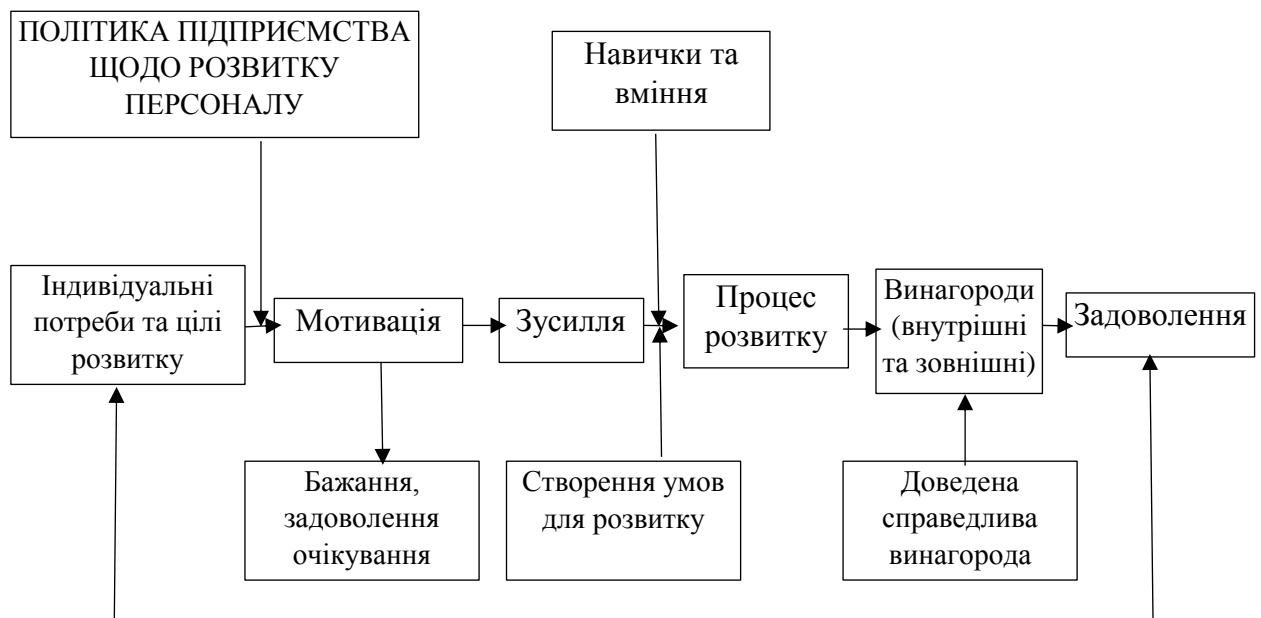 ПОЛІТИКА ПІДПРИЄМСТВА
ЩОДО РОЗВИТКУ
ПЕРСОНАЛУ
Навички та
вміння
Індивідуальні
потреби та цілі
розвитку
Мотивація
Зусилля
Процес
розвитку
Винагороди
(внутрішні
та зовнішні)
Задоволення
Бажання,
задоволення
очікування
Створення умов
для розвитку
Доведена
справедлива
винагорода